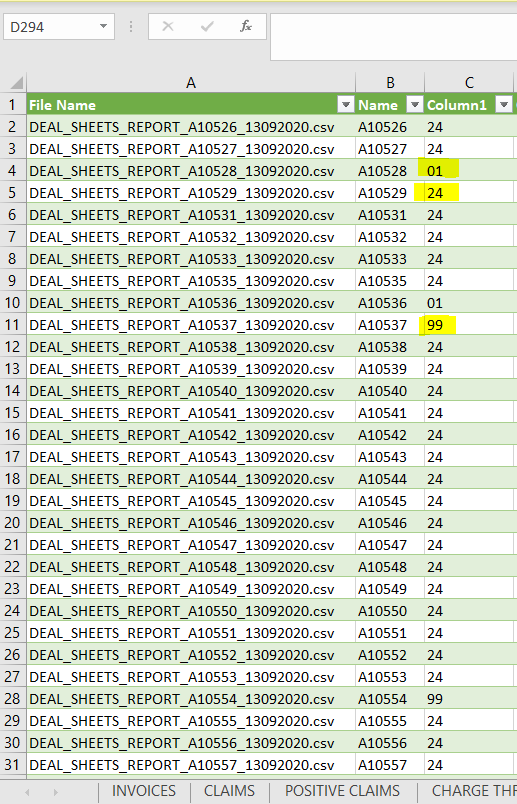 D294 fx
A B C
1 File Name Name Column1
2 DEAL_SHEETS_REPORT_A10526_13092020.csv A10526 24
3 DEAL_SHEETS_REPORT_A10527_13092020.csv A10527 24
4 DEAL_SHEETS_REPORT_A10528_13092020.csv A10528 01
5 DEAL_SHEETS_REPORT_A10529_13092020.csv A10529 24
6 DEAL_SHEETS_REPORT_A10531_13092020.csv A10531 24
7 DEAL_SHEETS_REPORT_A10532_13092020.csv A10532 24
8 DEAL_SHEETS_REPORT_A10533_13092020.csv A10533 24
9 DEAL_SHEETS_REPORT_A10535_13092020.csv A10535 24
10 DEAL_SHEETS_REPORT_A10536_13092020.csv A10536 01
11 DEAL_SHEETS_REPORT_A10537_13092020.csv A10537 99
12 DEAL_SHEETS_REPORT_A10538_13092020.csv A10538 24
13 DEAL_SHEETS_REPORT_A10539_13092020.csv A10539 24
14 DEAL_SHEETS_REPORT_A10540_13092020.csv A10540 24
15 DEAL_SHEETS_REPORT_A10541_13092020.csv A10541 24
16 DEAL_SHEETS_REPORT_A10542_13092020.csv A10542 24
17 DEAL_SHEETS_REPORT_A10543_13092020.csv A10543 24
18 DEAL_SHEETS_REPORT_A10544_13092020.csv A10544 24
19 DEAL_SHEETS_REPORT_A10545_13092020.csv A10545 24
20 DEAL_SHEETS_REPORT_A10546_13092020.csv A10546 24
21 DEAL_SHEETS_REPORT_A10547_13092020.csv A10547 24
22 DEAL_SHEETS_REPORT_A10548_13092020.csv A10548 24
23 DEAL_SHEETS_REPORT_A10549_13092020.csv A10549 24
24 DEAL_SHEETS_REPORT_A10550_13092020.csv A10550 24
25 DEAL_SHEETS_REPORT_A10551_13092020.csv A10551 24
26 DEAL_SHEETS_REPORT_A10552_13092020.csv A10552 24
27 DEAL_SHEETS_REPORT_A10553_13092020.csv A10553 24
28 DEAL_SHEETS_REPORT_A10554_13092020.csv A10554 99
29 DEAL_SHEETS_REPORT_A10555_13092020.csv A10555 24
30 DEAL_SHEETS_REPORT_A10556_13092020.csv A10556 24
31 DEAL_SHEETS_REPORT_A10557_13092020.csv A10557 24
INVOICES CLAIMS POSITIVE CLAIMS CHARGE THR